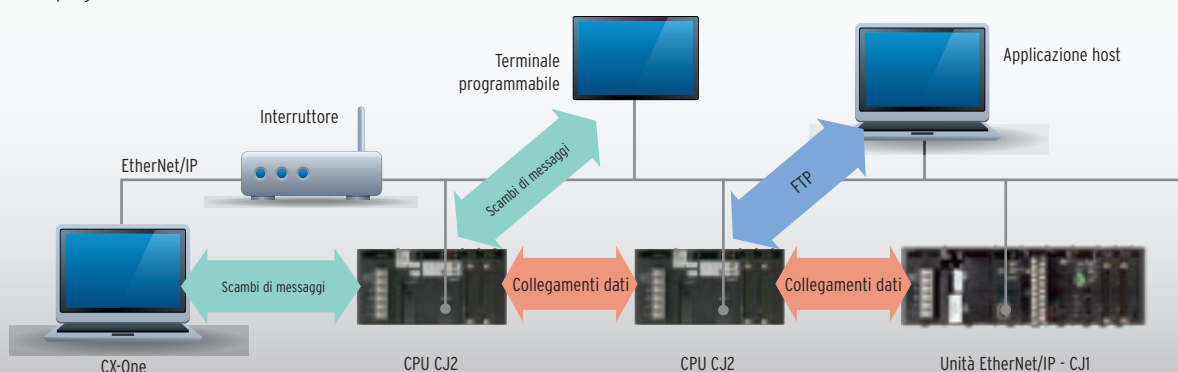 Terminale
programmabile
Applicazione host
Interruttore
EtherNet/IP
Scambi di messaggi
FTP
Scambi di messaggi
Collegamenti dati
Collegamenti dati
CX-One
CPU CJ2
CPU CJ2
Unità EtherNet/IP - CJ1